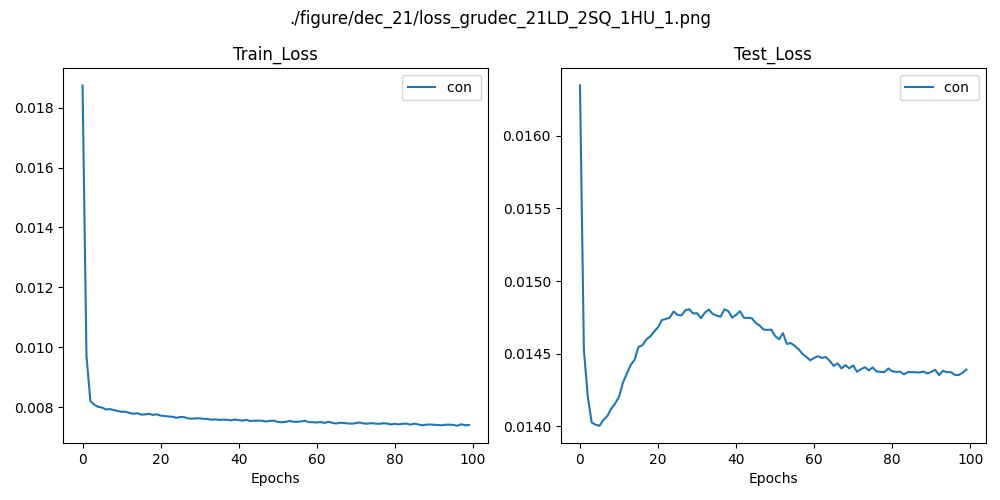 ./figure/dec_21/loss_grudec_21LD_2SQ_1HU_1.png
Train_Loss
con
0.018
0.016
0.014
0.012
0.010
0.008
0 20 40 60 80 100
Epochs
Test_Loss
con
0.0160
0.0155
0.0150
0.0145
0.0140
0 20 40 60 80 100
Epochs